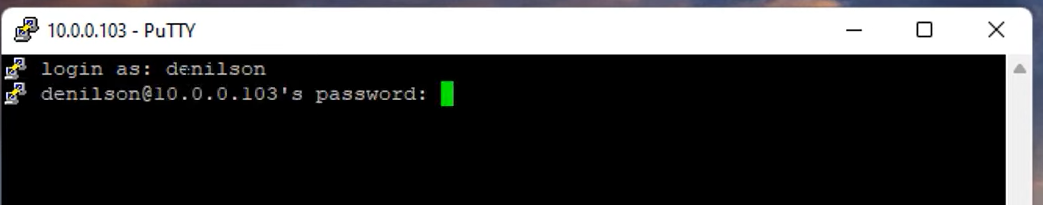 10.0.0.103 - PuTTY
login as: denilson
denilson@10.0.0.103's password: